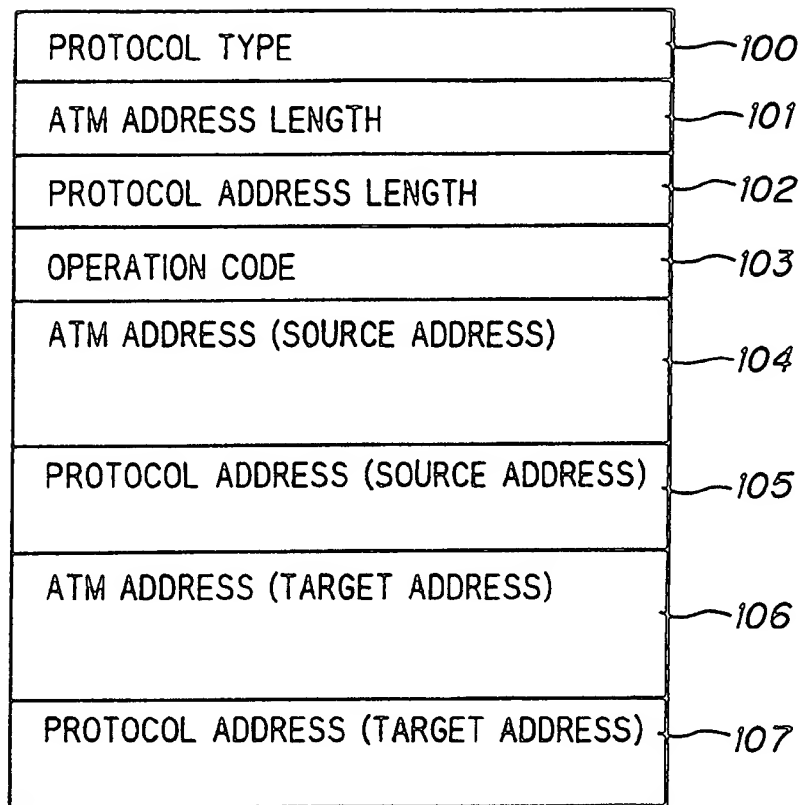 PROTOCOL TYPE 100
ATM ADDRESS LENGTH 101
PROTOCOL ADDRESS LENGTH 102
OPERATION CODE 103
ATM ADDRESS (SOURCE ADDRESS) 104
PROTOCOL ADDRESS (SOURCE ADDRESS) 105
ATM ADDRESS (TARGET ADDRESS) 106
PROTOCOL ADDRESS (TARGET ADDRESS) 107